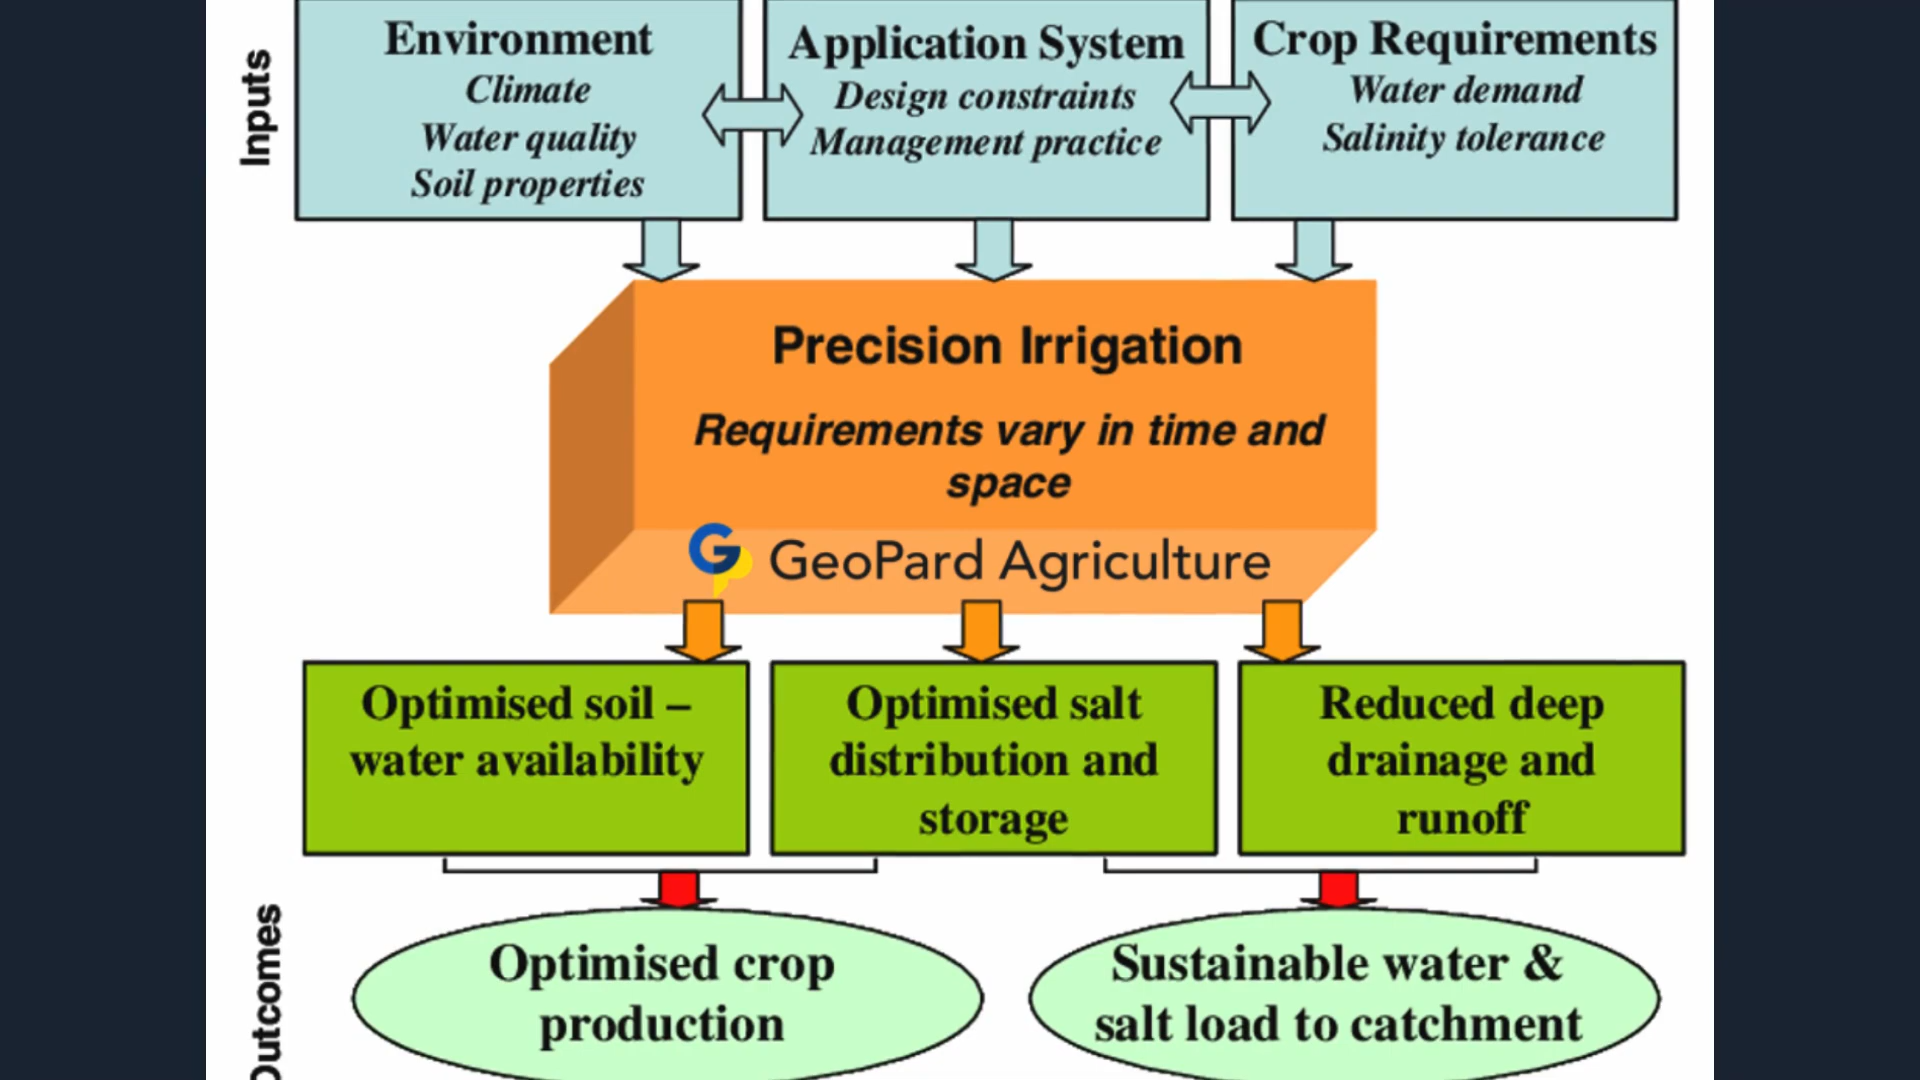 Inputs
Environment
Climate
Water quality
Soil properties
Application System
Design constraints
Management practice
Crop Requirements
Water demand
Salinity tolerance
Precision Irrigation
Requirements vary in time and
space
GeoPard Agriculture
Optimised soil –
water availability
Optimised salt
distribution and
storage
Reduced deep
drainage and
runoff
Outcomes
Optimised crop
production
Sustainable water &
salt load to catchment